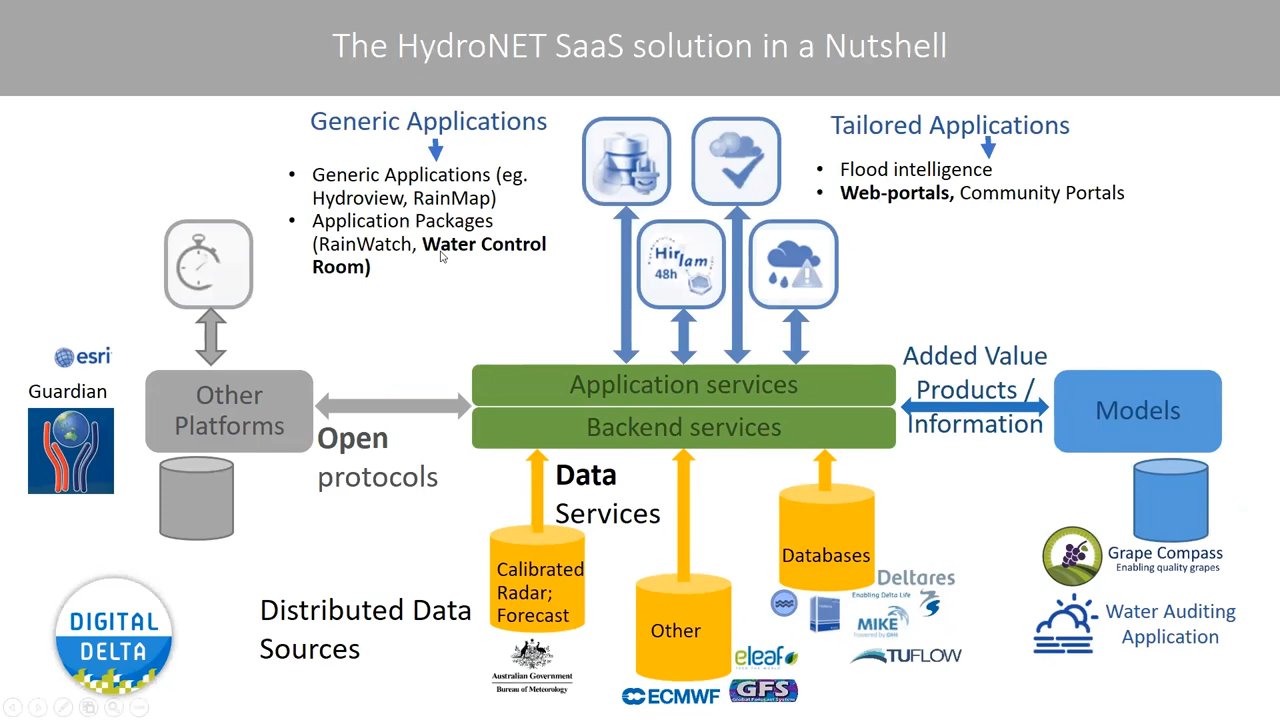 The HydroNET SaaS solution in a Nutshell
Generic Applications
• Generic Applications (eg.
Hydroview, RainMap)
• Application Packages
(RainWatch, Water Control
Room)
Tailored Applications
• Flood intelligence
• Web-portals, Community Portals
Hirlam
48h
esri
Guardian
Other
Platforms
Open
protocols
Application services
Backend services
Added Value
Products /
Information
Models
Data
Services
Calibrated
Radar;
Forecast
Other
Databases
Distributed Data
Sources
DIGITAL
DELTA
Australian Government
Bureau of Meteorology
ECMWF
eleaf
GFS
Global Forecast System
Deltares
Enabling Delta Life
MIKE
Powered by DHI
TUFLOW
Grape Compass
Enabling quality grapes
Water Auditing
Application